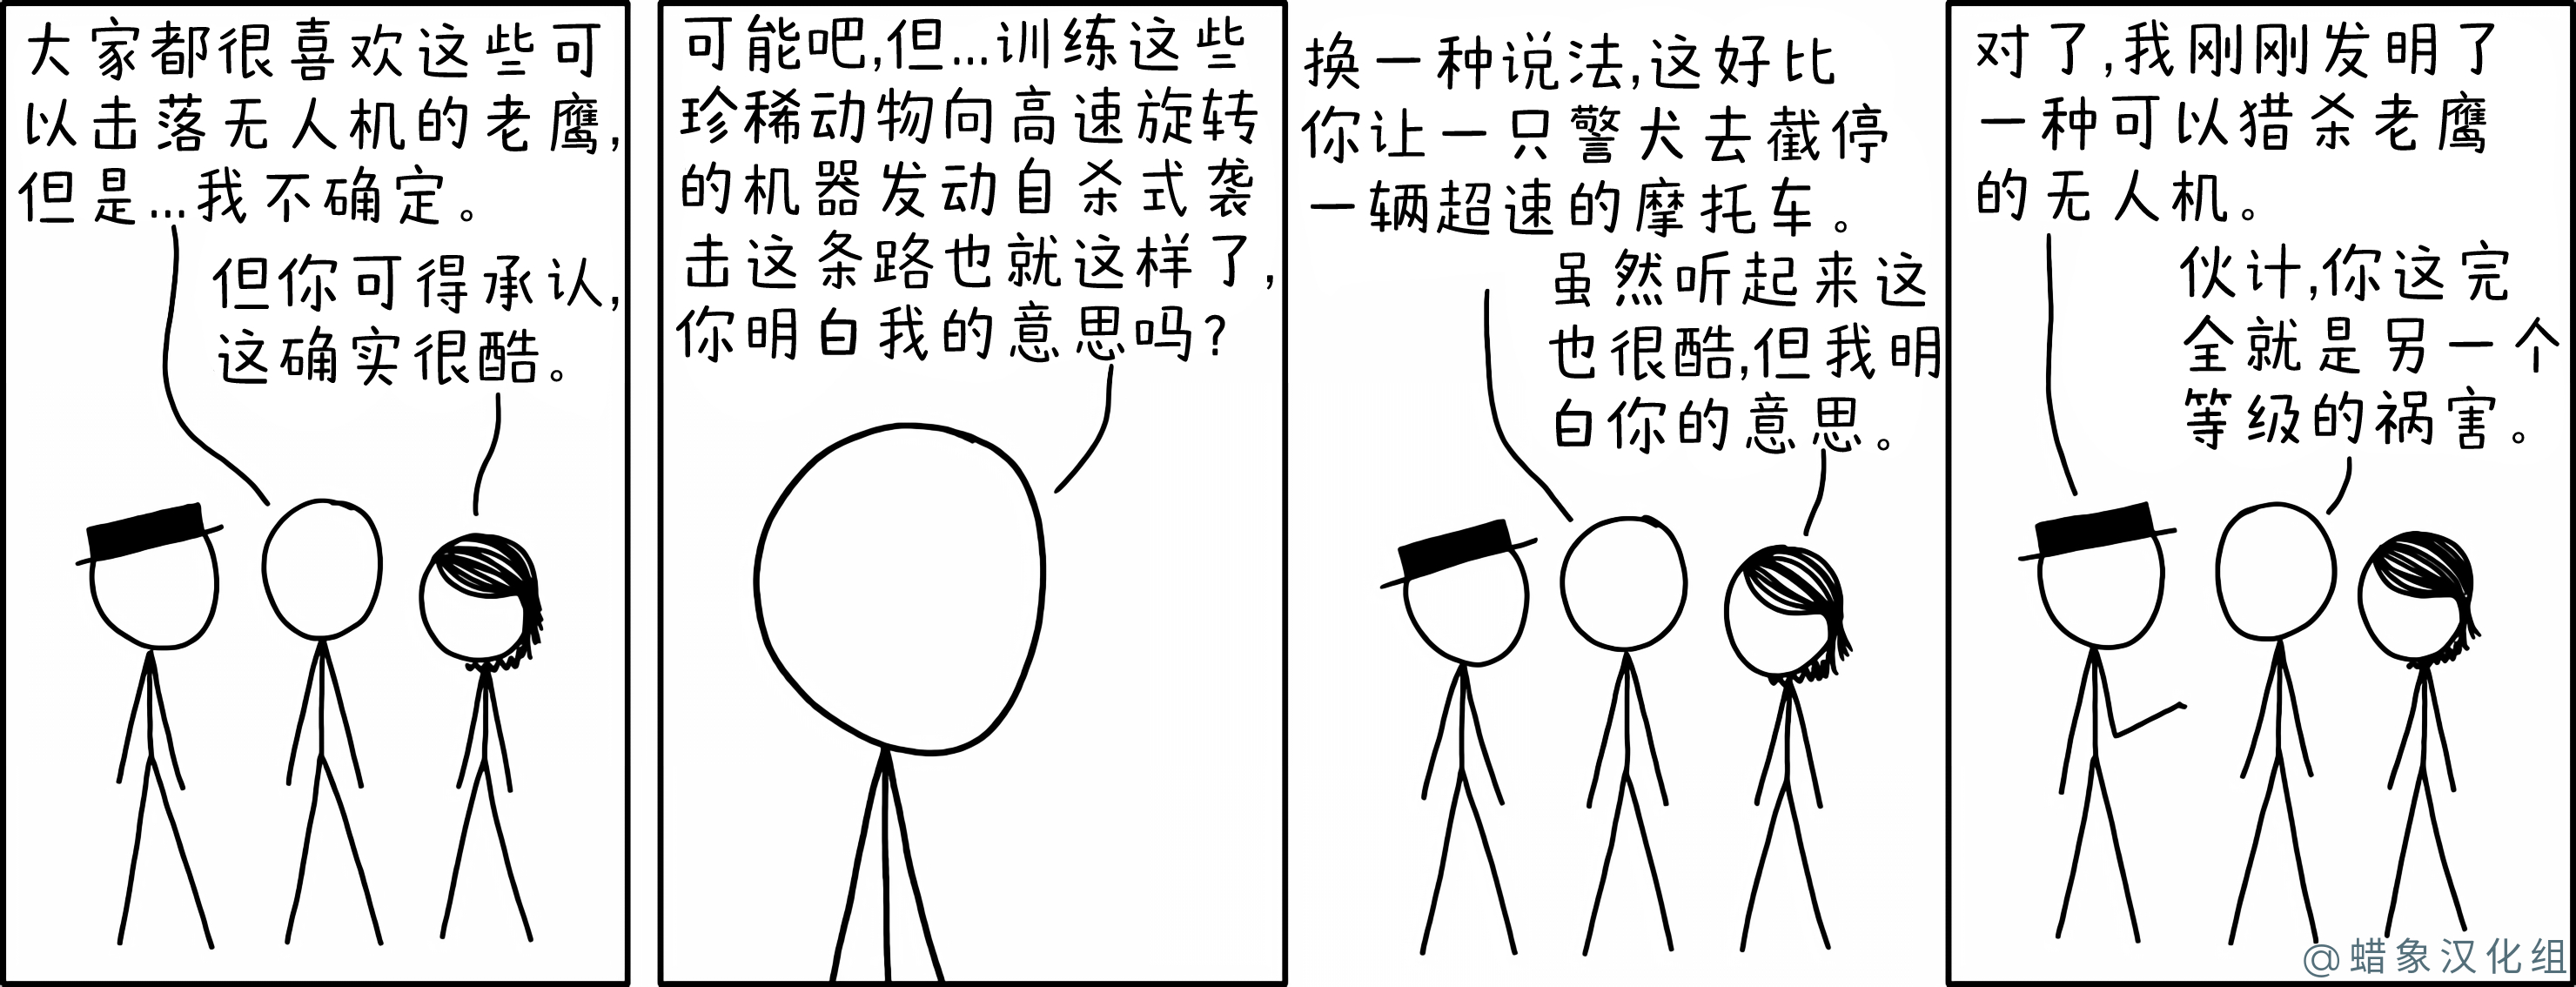 大家都很喜欢这些可
以击落无人机的老鹰,
但是...我不确定。
但你可得承认,
这确实很酷。
可能吧,但...训练这些
珍稀动物向高速旋转
的机器发动自杀式袭
击这条路也就这样了,
你明白我的意思吗?
换一种说法,这好比
你让一只警犬去截停
一辆超速的摩托车。
虽然听起来这
也很酷,但我明
白你的意思。
对了,我刚刚发明了
一种可以猎杀老鹰
的无人机。
伙计,你这完
全就是另一个
等级的祸害。
@蜡象汉化组